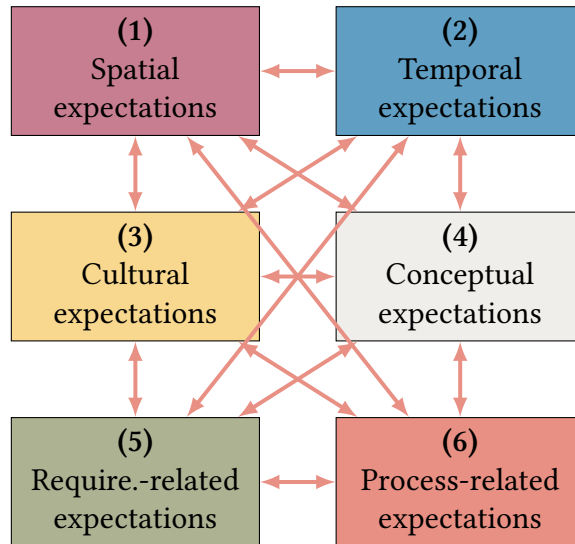 (1)
Spatial
expectations
(2)
Temporal
expectations
(3)
Cultural
expectations
(4)
Conceptual
expectations
(5)
Require.-related
expectations
(6)
Process-related
expectations